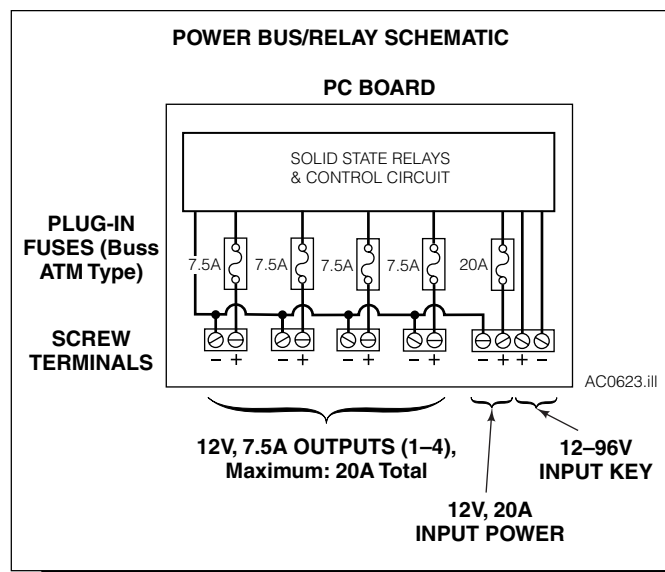 POWER BUS/RELAY SCHEMATIC
PC BOARD
SOLID STATE RELAYS
& CONTROL CIRCUIT
PLUG-IN
FUSES (Buss
ATM Type)
7.5A
7.5A
7.5A
7.5A
20A
SCREW
TERMINALS
– +
– +
– +
– +
– + + –
AC0623.ill
12V, 7.5A OUTPUTS (1–4),
Maximum: 20A Total
12–96V
INPUT KEY
12V, 20A
INPUT POWER